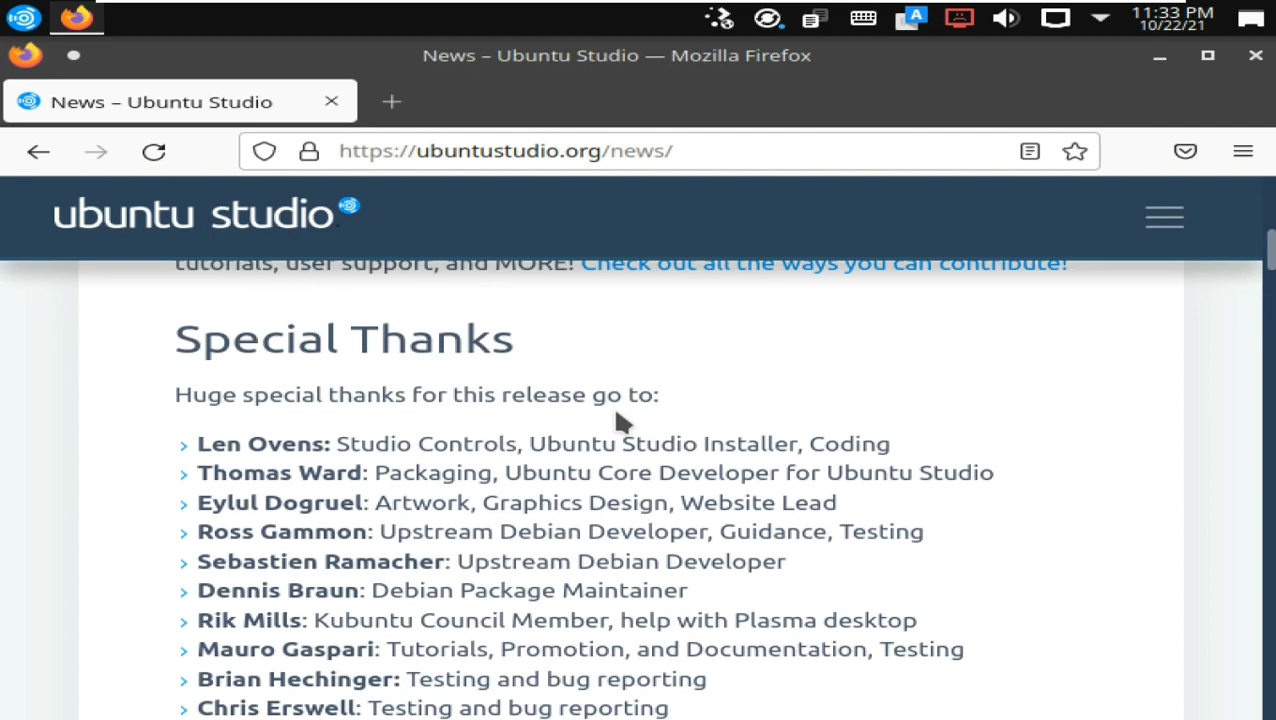 11:33 PM
10/22/21
News – Ubuntu Studio — Mozilla Firefox
News – Ubuntu Studio
https://ubuntustudio.org/news/
ubuntu studio
tutorials, user support, and MORE! Check out all the ways you can contribute!
Special Thanks
Huge special thanks for this release go to:
Len Ovens: Studio Controls, Ubuntu Studio Installer, Coding
Thomas Ward: Packaging, Ubuntu Core Developer for Ubuntu Studio
Eylul Dogruel: Artwork, Graphics Design, Website Lead
Ross Gammon: Upstream Debian Developer, Guidance, Testing
Sebastien Ramacher: Upstream Debian Developer
Dennis Braun: Debian Package Maintainer
Rik Mills: Kubuntu Council Member, help with Plasma desktop
Mauro Gaspari: Tutorials, Promotion, and Documentation, Testing
Brian Hechinger: Testing and bug reporting
Chris Erswell: Testing and bug reporting